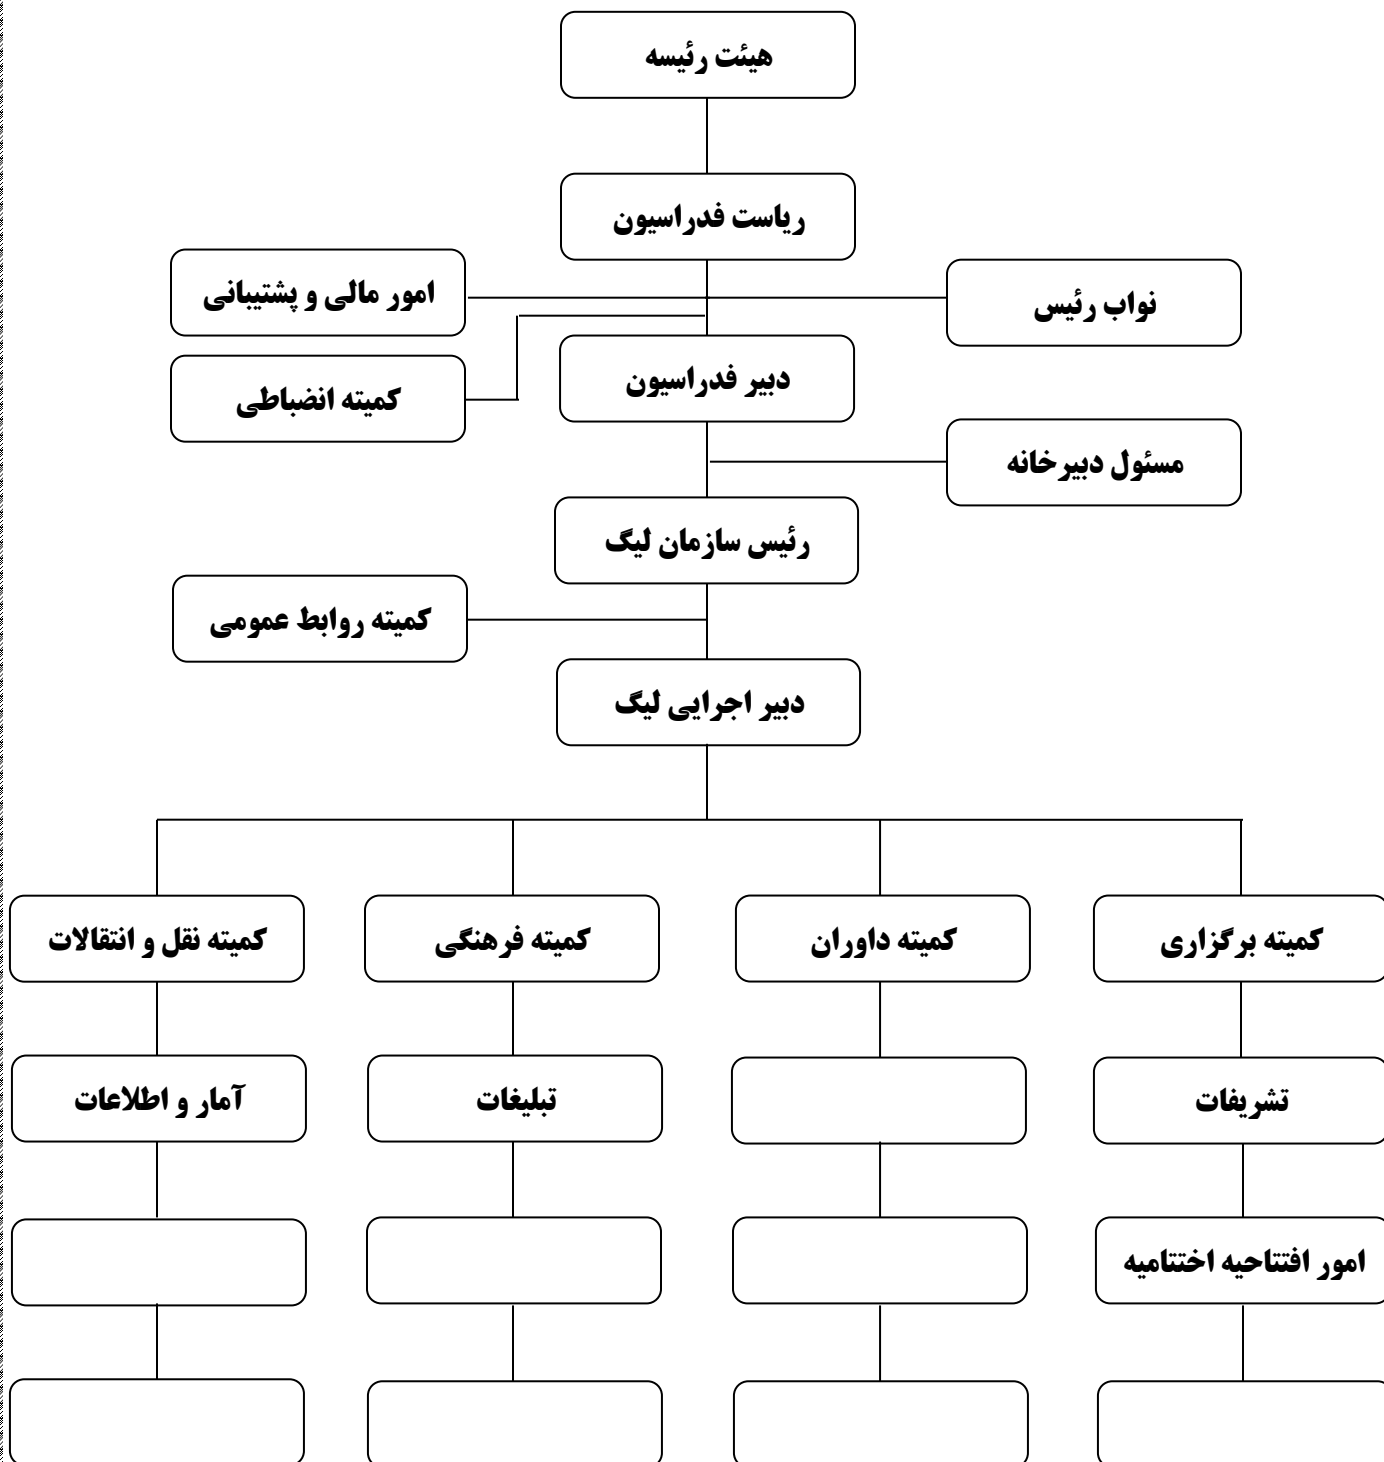 هیئت رئیسه
ریاست فدراسیون
نواب رئیس
امور مالی و پشتیبانی
دبیر فدراسیون
کمیته انضباطی
مسئول دبیرخانه
رئیس سازمان لیگ
کمیته روابط عمومی
دبیر اجرایی لیگ
کمیته برگزاری
کمیته داوران
کمیته فرهنگی
کمیته نقل و انتقالات
تشریفات
تبلیغات
آمار و اطلاعات
امور افتتاحیه اختتامیه